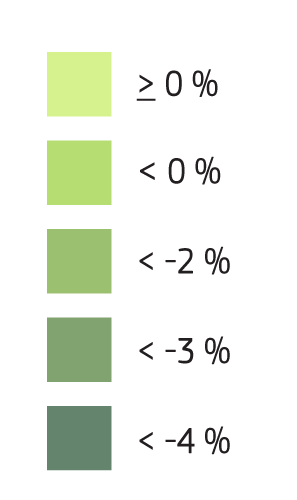 ≥ 0 %
< 0 %
< -2 %
< -3 %
< -4 %